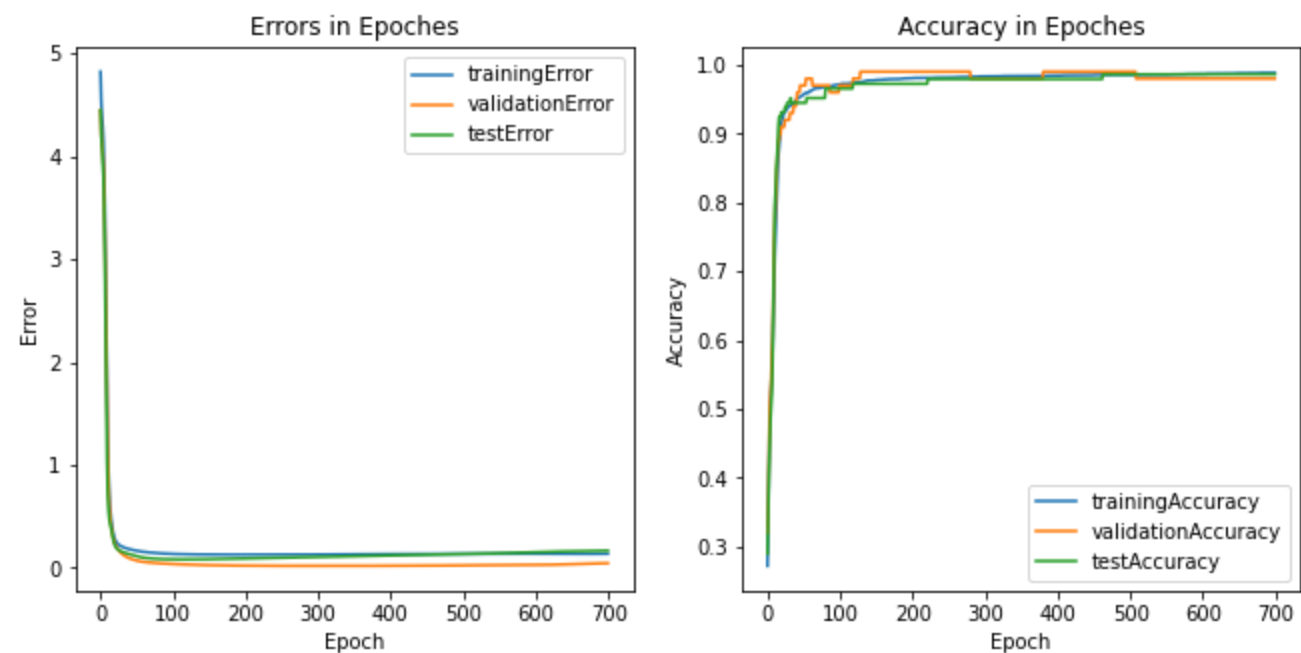 Errors in Epoches
5
4
3
2
1
0
Error
trainingError
validationError
testError
0 100 200 300 400 500 600 700
Epoch
Accuracy in Epoches
1.0
0.9
0.8
0.7
0.6
0.5
0.4
0.3
Accuracy
trainingAccuracy
validationAccuracy
testAccuracy
0 100 200 300 400 500 600 700
Epoch